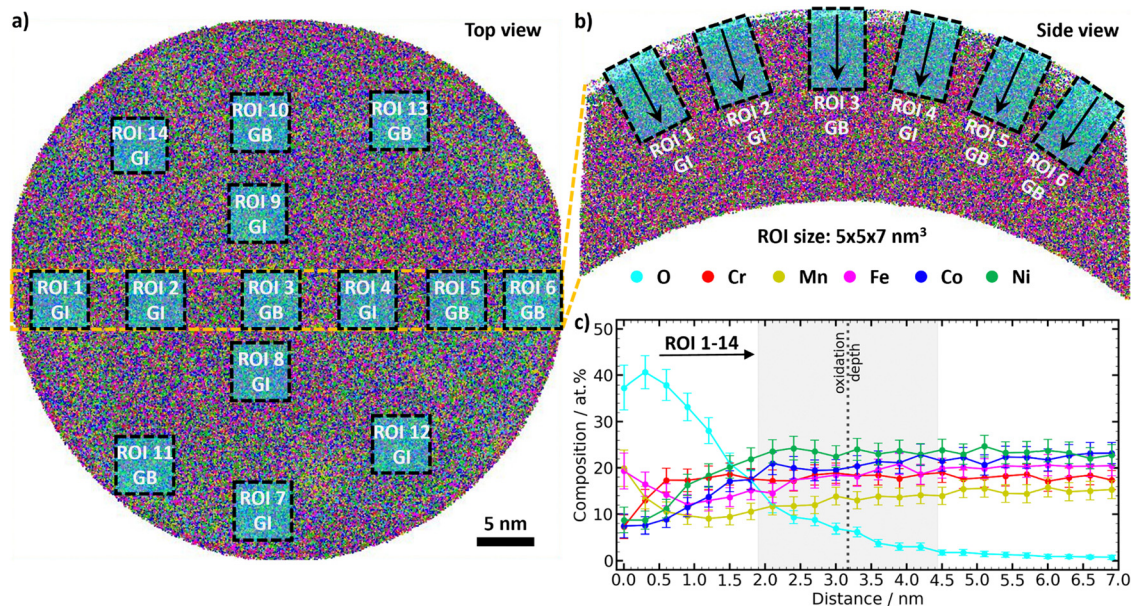 a)
Top view
ROI 14
GI
ROI 10
GB
ROI 13
GB
ROI 9
GI
ROI 1
GI
ROI 2
GI
ROI 3
GB
ROI 4
GI
ROI 5
GB
ROI 6
GB
ROI 8
GI
ROI 11
GB
ROI 12
GI
ROI 7
GI
5 nm
b)
Side view
ROI 1
GI
ROI 2
GI
ROI 3
GB
ROI 4
GI
ROI 5
GB
ROI 6
GB
ROI size: 5x5x7 nm³
O Cr Mn Fe Co Ni
c)
ROI 1-14
oxidation
depth
Composition / at.%
50
40
30
20
10
0
0.0 0.5 1.0 1.5 2.0 2.5 3.0 3.5 4.0 4.5 5.0 5.5 6.0 6.5 7.0
Distance / nm